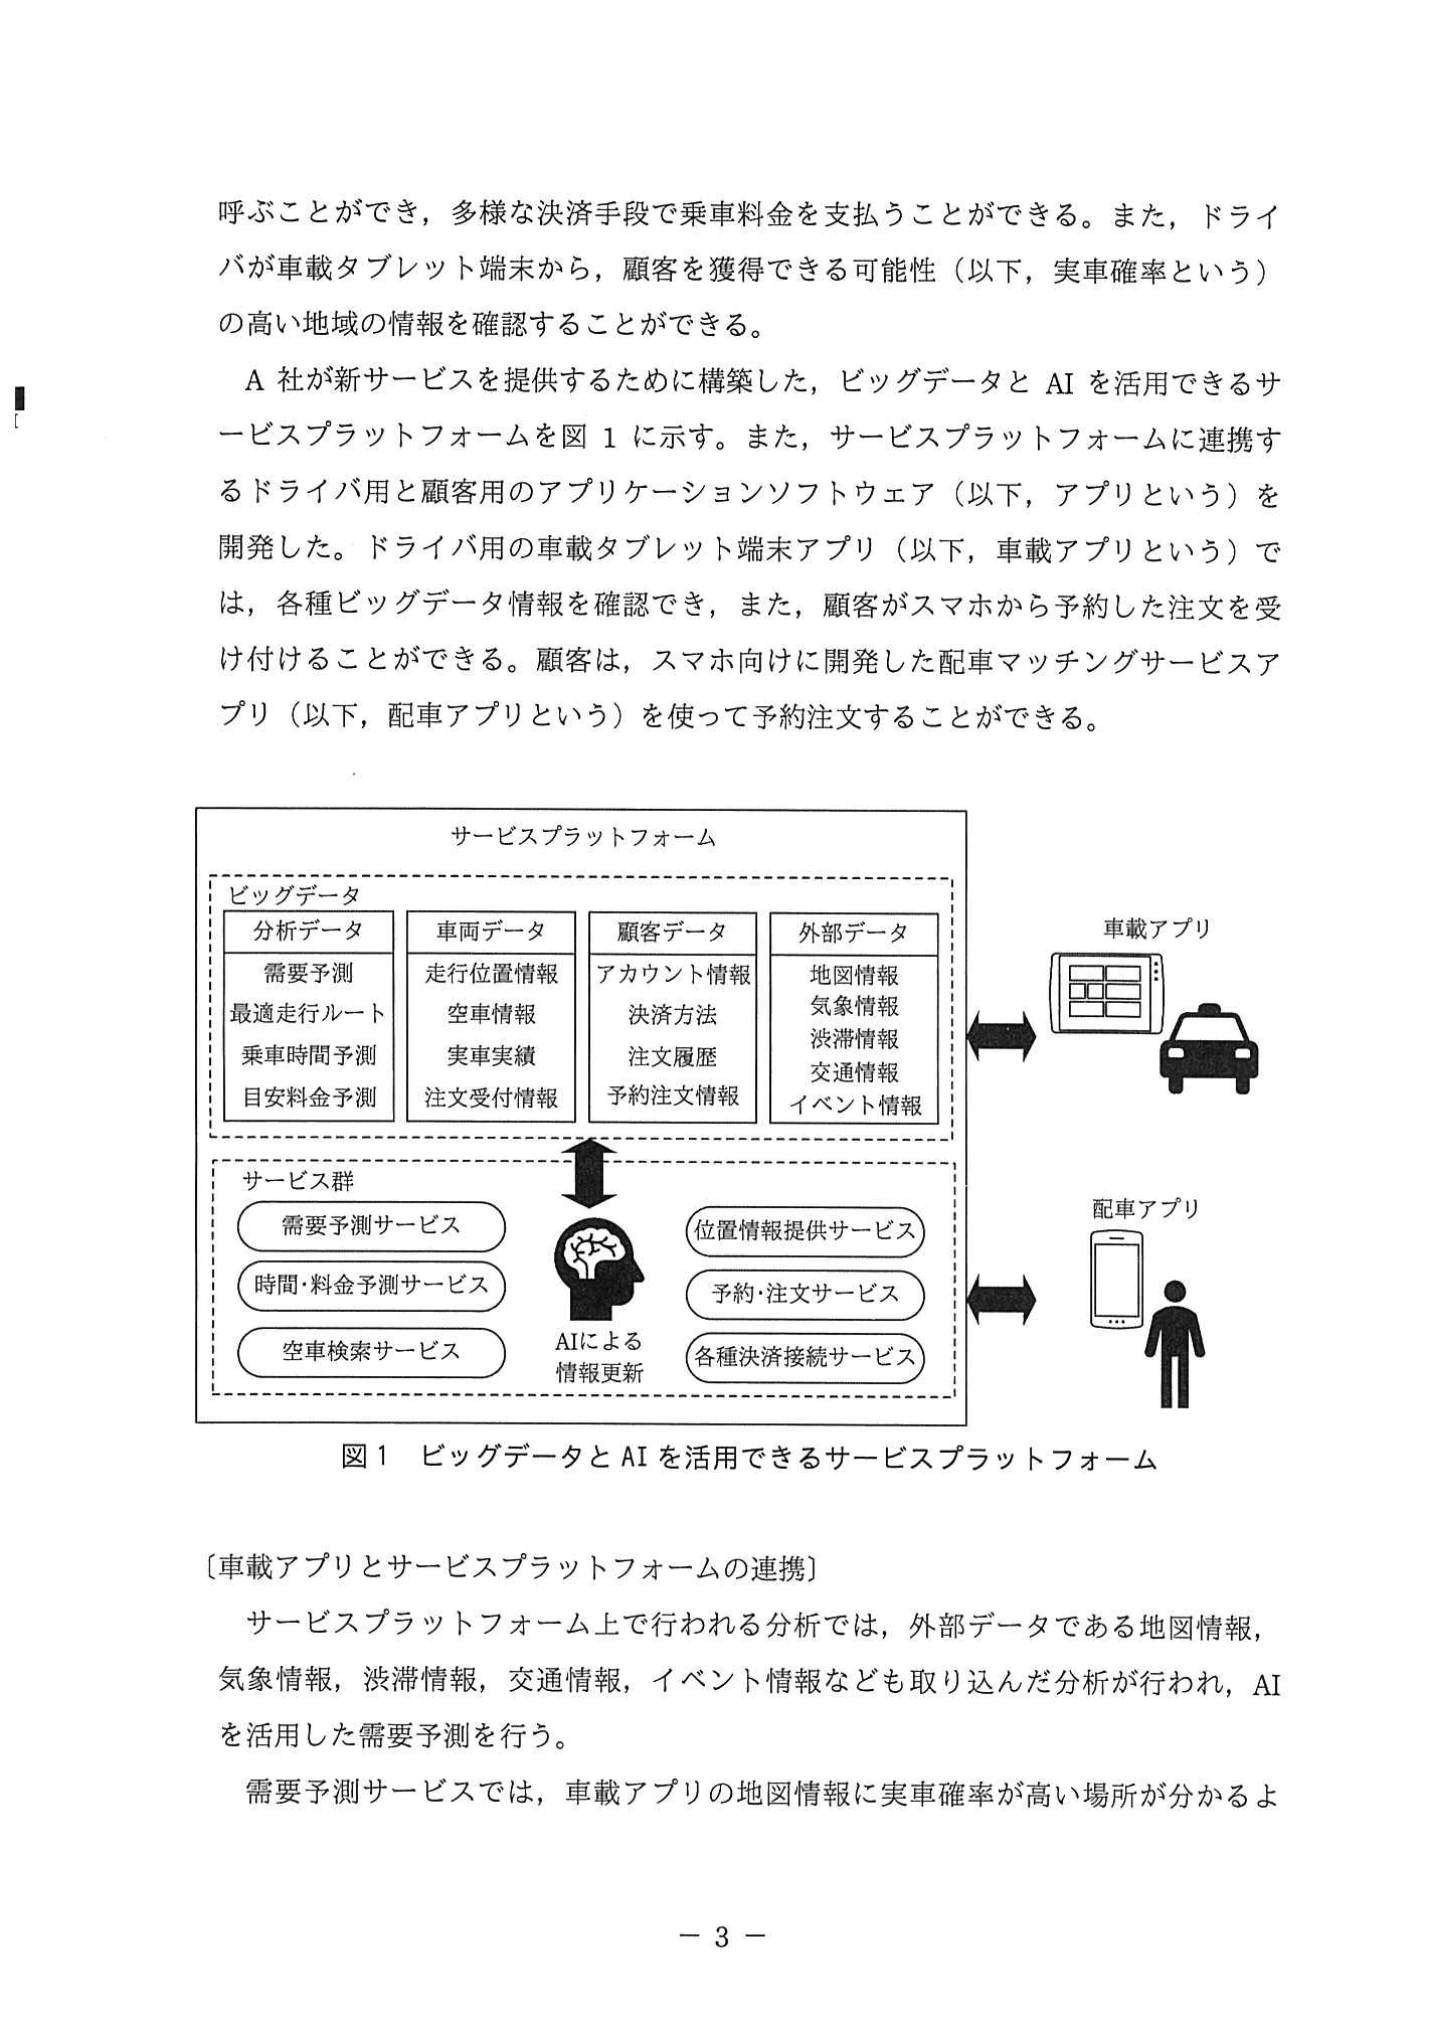 呼ぶことができ，多様な決済手段で乗車料金を支払うことができる。また，ドライ
バが車載タブレット端末から，顧客を獲得できる可能性（以下，実車確率という）
の高い地域の情報を確認することができる。
A 社が新サービスを提供するために構築した，ビッグデータと AI を活用できるサ
ービスプラットフォームを図 1 に示す。また，サービスプラットフォームに連携す
るドライバ用と顧客用のアプリケーションソフトウェア（以下，アプリという）を
開発した。ドライバ用の車載タブレット端末アプリ（以下，車載アプリという）で
は，各種ビッグデータ情報を確認でき，また，顧客がスマホから予約した注文を受
け付けることができる。顧客は，スマホ向けに開発した配車マッチングサービスア
プリ（以下，配車アプリという）を使って予約注文することができる。
サービスプラットフォーム
ビッグデータ
分析データ
需要予測
最適走行ルート
乗車時間予測
目安料金予測
車両データ
走行位置情報
空車情報
実車実績
注文受付情報
顧客データ
アカウント情報
決済方法
注文履歴
予約注文情報
外部データ
地図情報
気象情報
渋滞情報
交通情報
イベント情報
車載アプリ
サービス群
需要予測サービス
時間･料金予測サービス
空車検索サービス
AIによる
情報更新
位置情報提供サービス
予約･注文サービス
各種決済接続サービス
配車アプリ
図 1　ビッグデータと AI を活用できるサービスプラットフォーム
〔車載アプリとサービスプラットフォームの連携〕
サービスプラットフォーム上で行われる分析では，外部データである地図情報，
気象情報，渋滞情報，交通情報，イベント情報なども取り込んだ分析が行われ，AI
を活用した需要予測を行う。
需要予測サービスでは，車載アプリの地図情報に実車確率が高い場所が分かるよ
－ 3 －